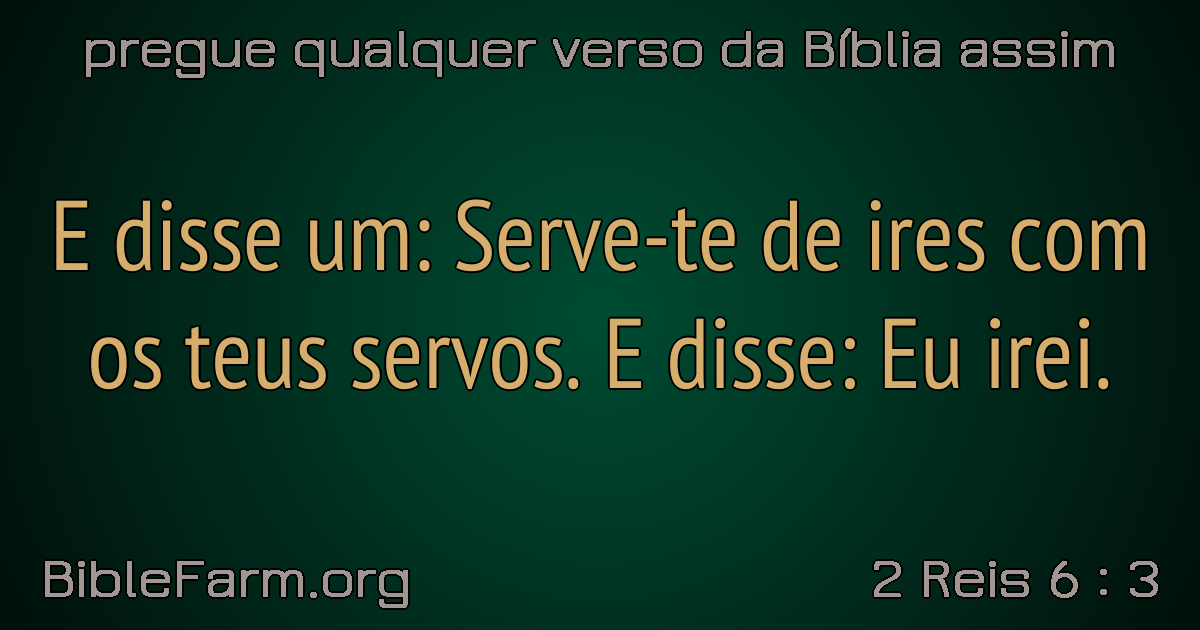 pregue qualquer verso da Bíblia assim
E disse um: Serve-te de ires com
os teus servos. E disse: Eu irei.
BibleFarm.org
2 Reis 6 : 3